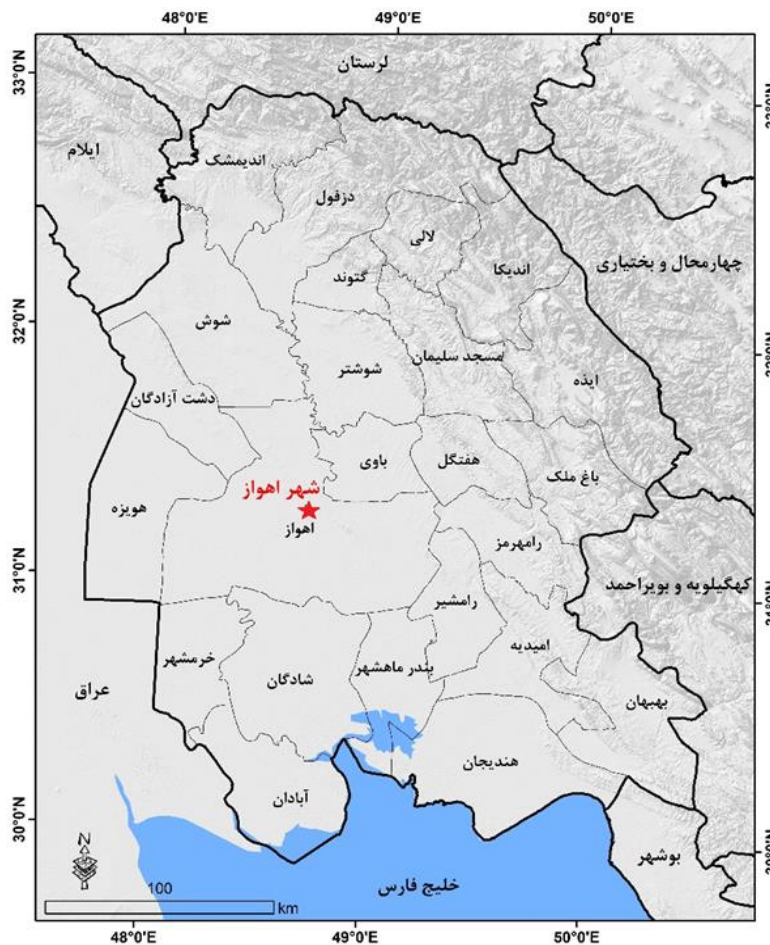 48°0'E 49°0'E 50°0'E
33°0'N
لرستان
ایلام
اندیمشک
دزفول
لالی
اندیکا
چهارمحال و بختیاری
گتوند
32°0'N
شوش
شوشتر
مسجد سلیمان
ایذه
دشت آزادگان
باوی
هفتگل
باغ ملک
شهر اهواز
هویزه
اهواز
رامهرمز
31°0'N
کهگیلویه و بویراحمد
رامشیر
امیدیه
خرمشهر
شادگان
بندر ماهشهر
عراق
بهبهان
هندیجان
آبادان
30°0'N
بوشهر
خلیج فارس
N
100
km
48°0'E 49°0'E 50°0'E